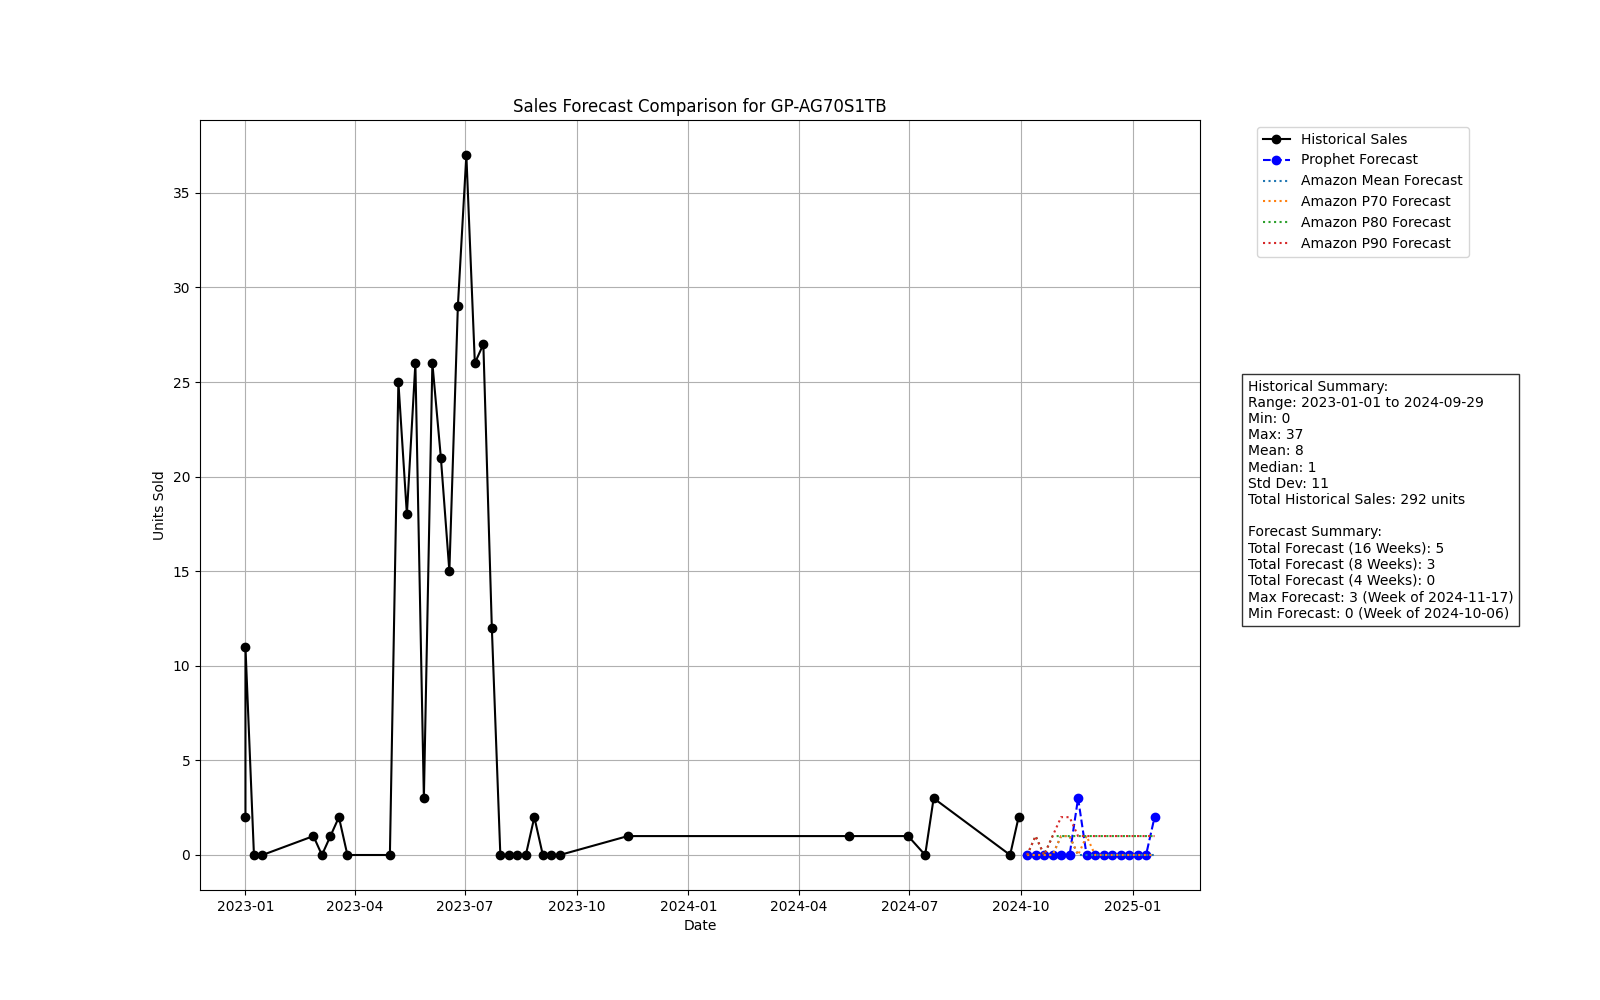 Sales Forecast Comparison for GP-AG70S1TB
Historical Sales
Prophet Forecast
Amazon Mean Forecast
Amazon P70 Forecast
Amazon P80 Forecast
Amazon P90 Forecast
35
30
25
20
15
10
5
0
Units Sold
2023-01 2023-04 2023-07 2023-10 2024-01 2024-04 2024-07 2024-10 2025-01
Date
Historical Summary:
Range: 2023-01-01 to 2024-09-29
Min: 0
Max: 37
Mean: 8
Median: 1
Std Dev: 11
Total Historical Sales: 292 units
Forecast Summary:
Total Forecast (16 Weeks): 5
Total Forecast (8 Weeks): 3
Total Forecast (4 Weeks): 0
Max Forecast: 3 (Week of 2024-11-17)
Min Forecast: 0 (Week of 2024-10-06)